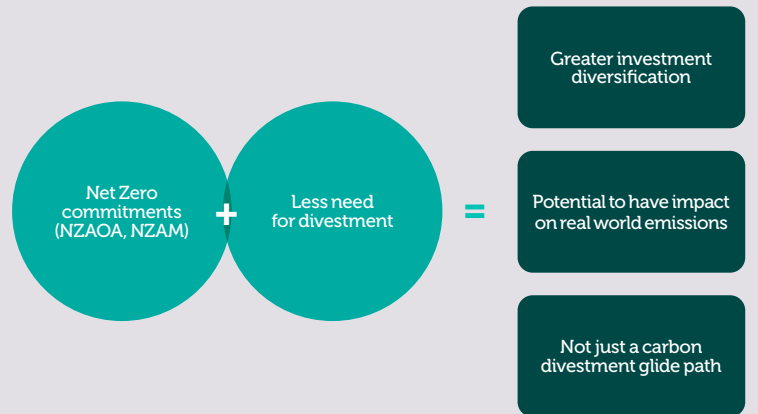 Net Zero
commitments
(NZAOA, NZAM)
+
Less need
for divestment
=
Greater investment
diversification
Potential to have impact
on real world emissions
Not just a carbon
divestment glide path